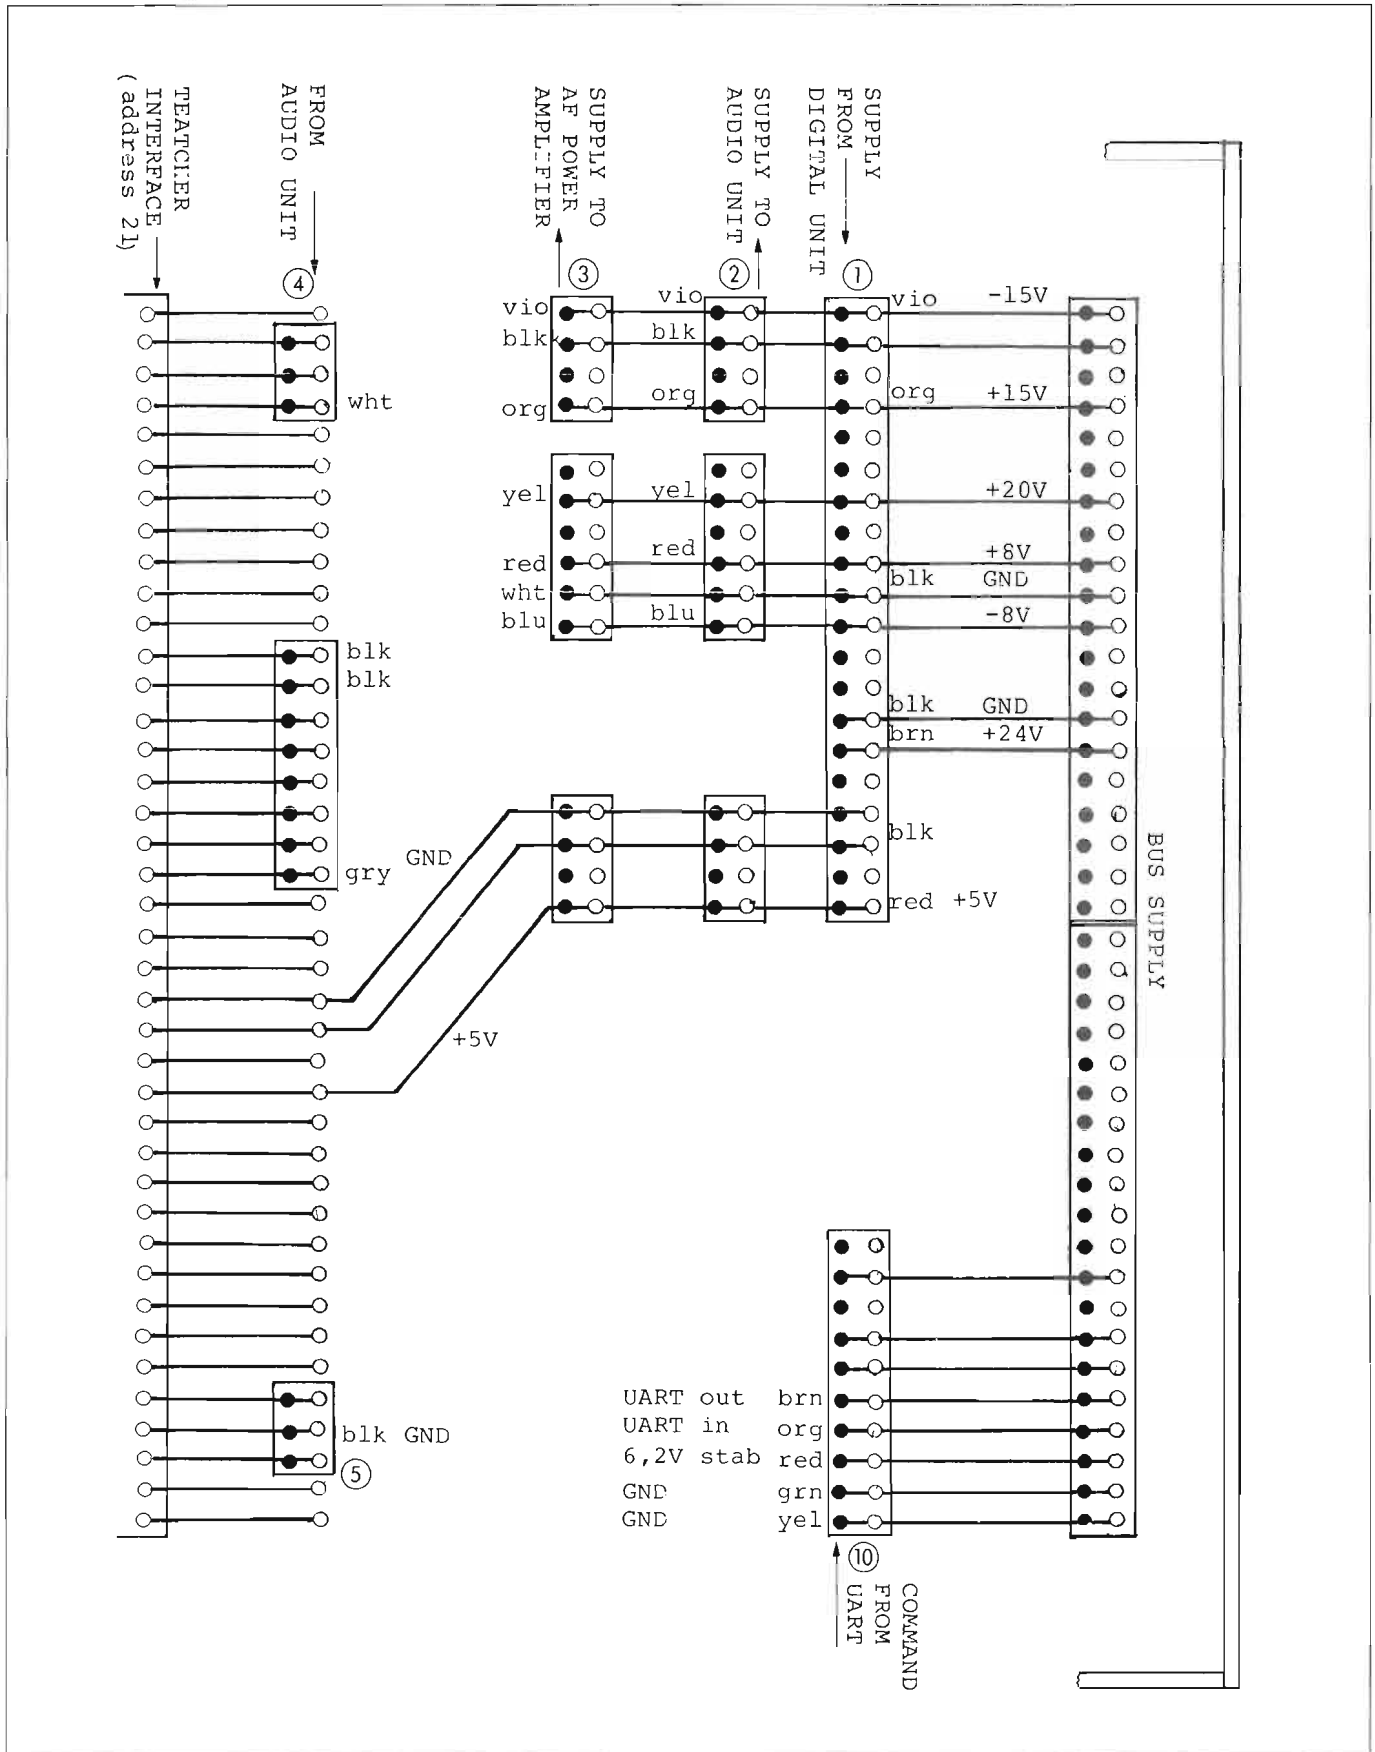 TEATCHER
INTERFACE
(address 21)
FROM
AUDIO UNIT
SUPPLY TO
AF POWER
AMPLIFIER
SUPPLY TO
AUDIO UNIT
SUPPLY
FROM
DIGITAL UNIT
4
3
2
1
vio
vio
vio
-15V
blk
blk
wht
org
org
org
+15V
yel
yel
+20V
red
red
+8V
wht
blk
GND
blu
blu
-8V
blk
blk
blk
GND
brn
+24V
gry
GND
blk
red +5V
BUS SUPPLY
+5V
UART out
brn
UART in
org
6,2V stab
red
GND
grn
GND
yel
blk GND
5
10
COMMAND
FROM
UART